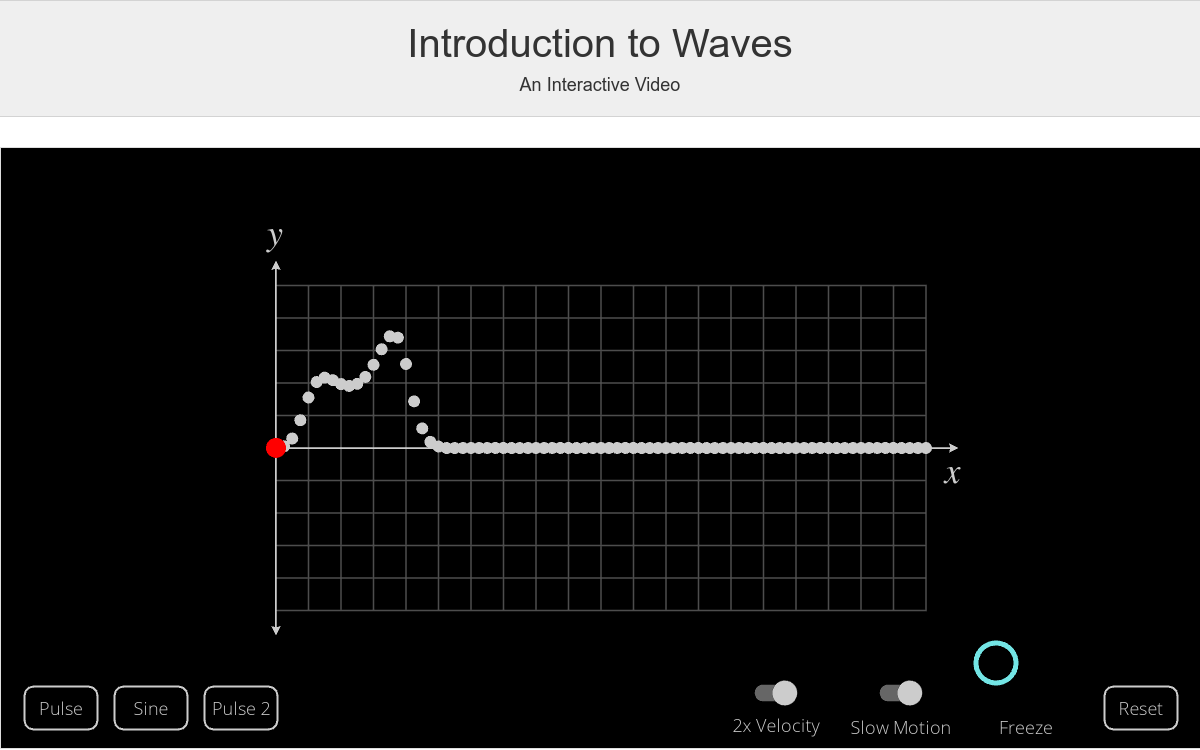 Introduction to Waves
An Interactive Video
y
x
Pulse
Sine
Pulse 2
2x Velocity
Slow Motion
Freeze
Reset